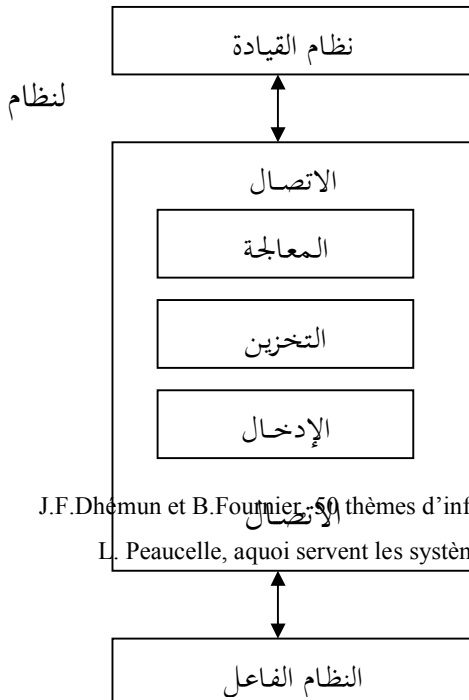 نظام القيادة
لنظام
الاتصال
المعالجة
التخزين
الإدخال
J.F.Dhémun et B.Fournier, 50 thèmes d'inf
الاتصال
L. Peaucelle, aquoi servent les systèm
النظام الفاعل